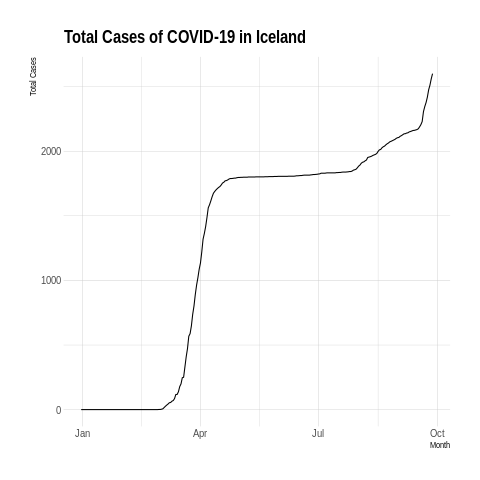 Total Cases of COVID-19 in Iceland
Total Cases
2000
1000
0
Jan Apr Jul Oct
Month